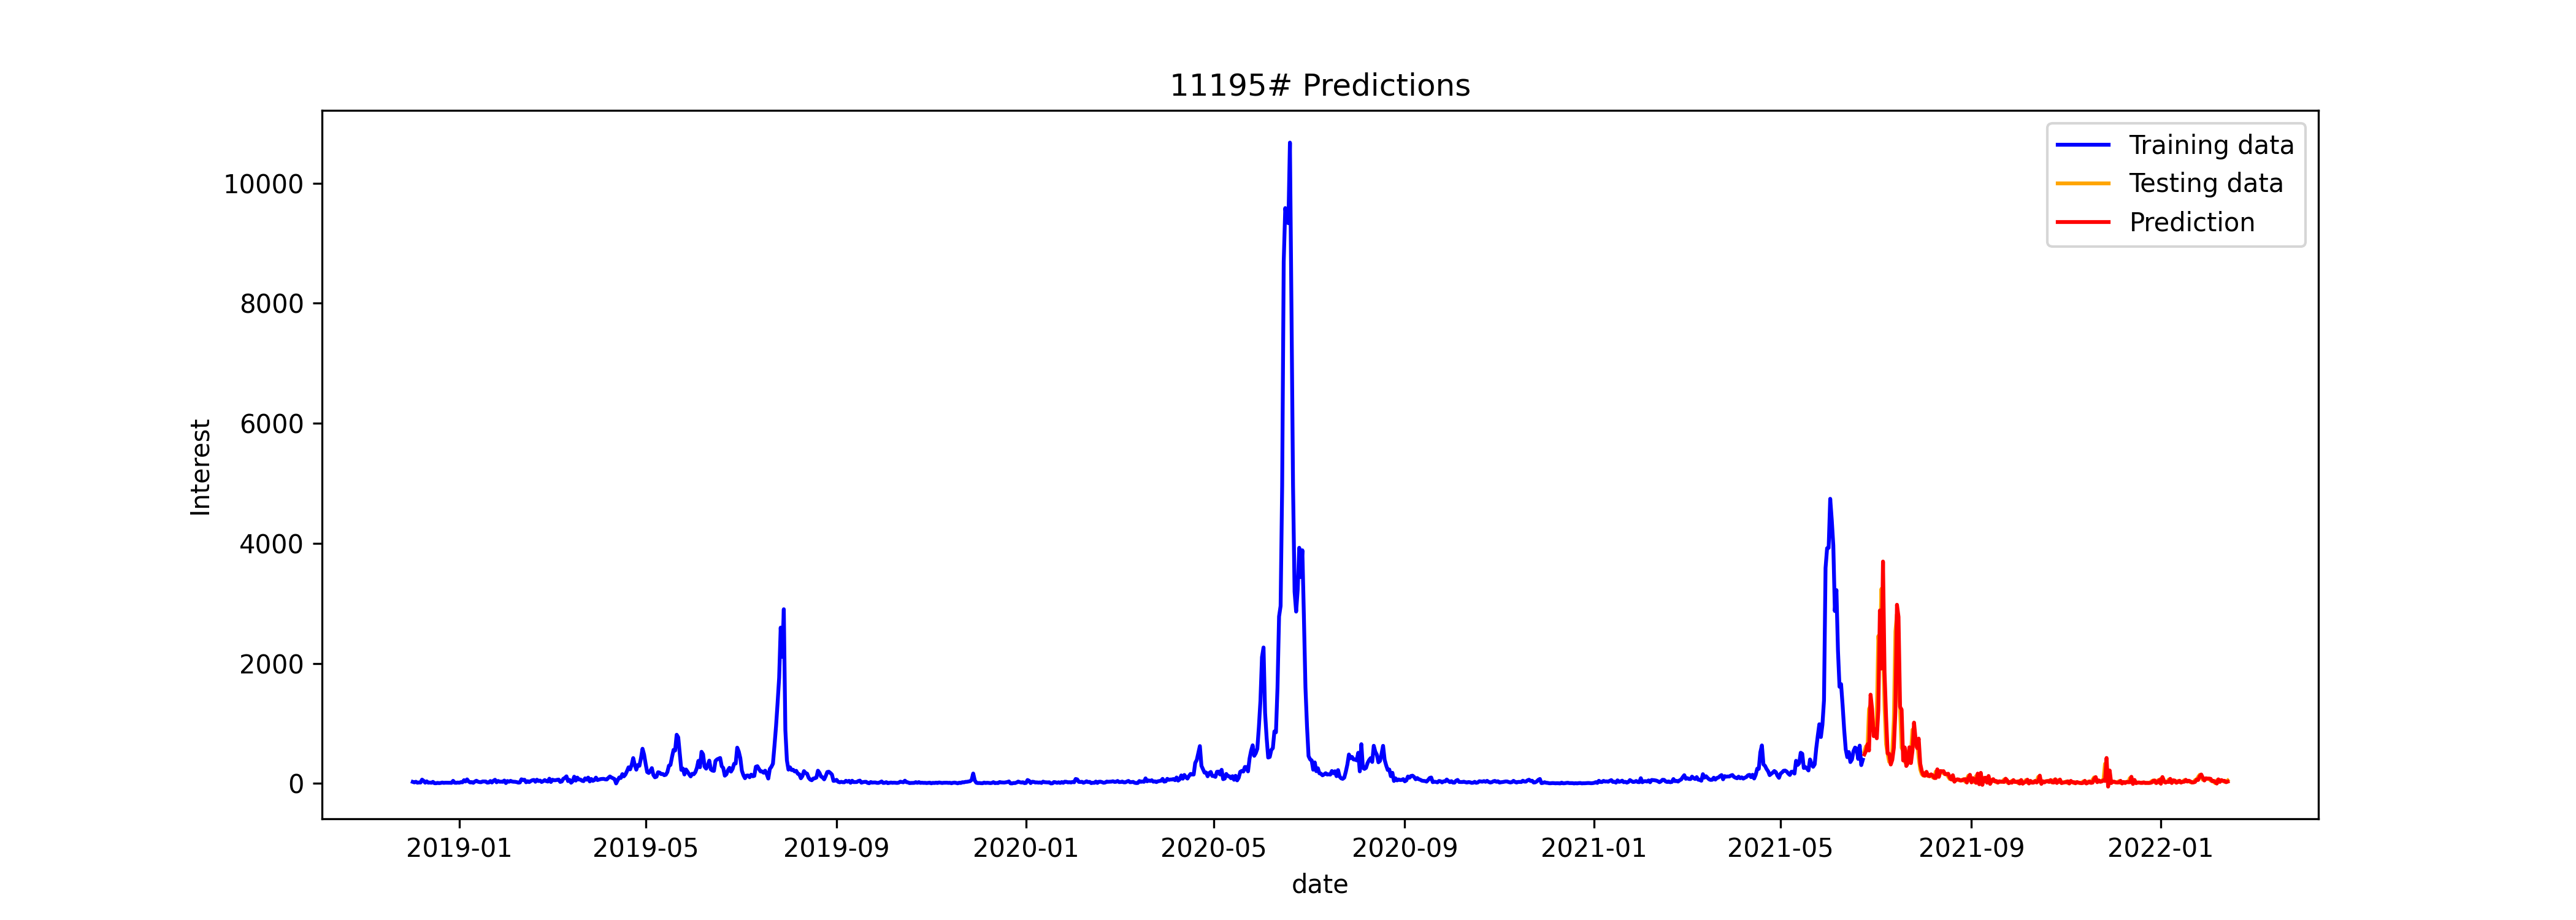 11195# Predictions
Training data
Testing data
Prediction
10000
8000
6000
4000
2000
0
Interest
2019-01 2019-05 2019-09 2020-01 2020-05 2020-09 2021-01 2021-05 2021-09 2022-01
date